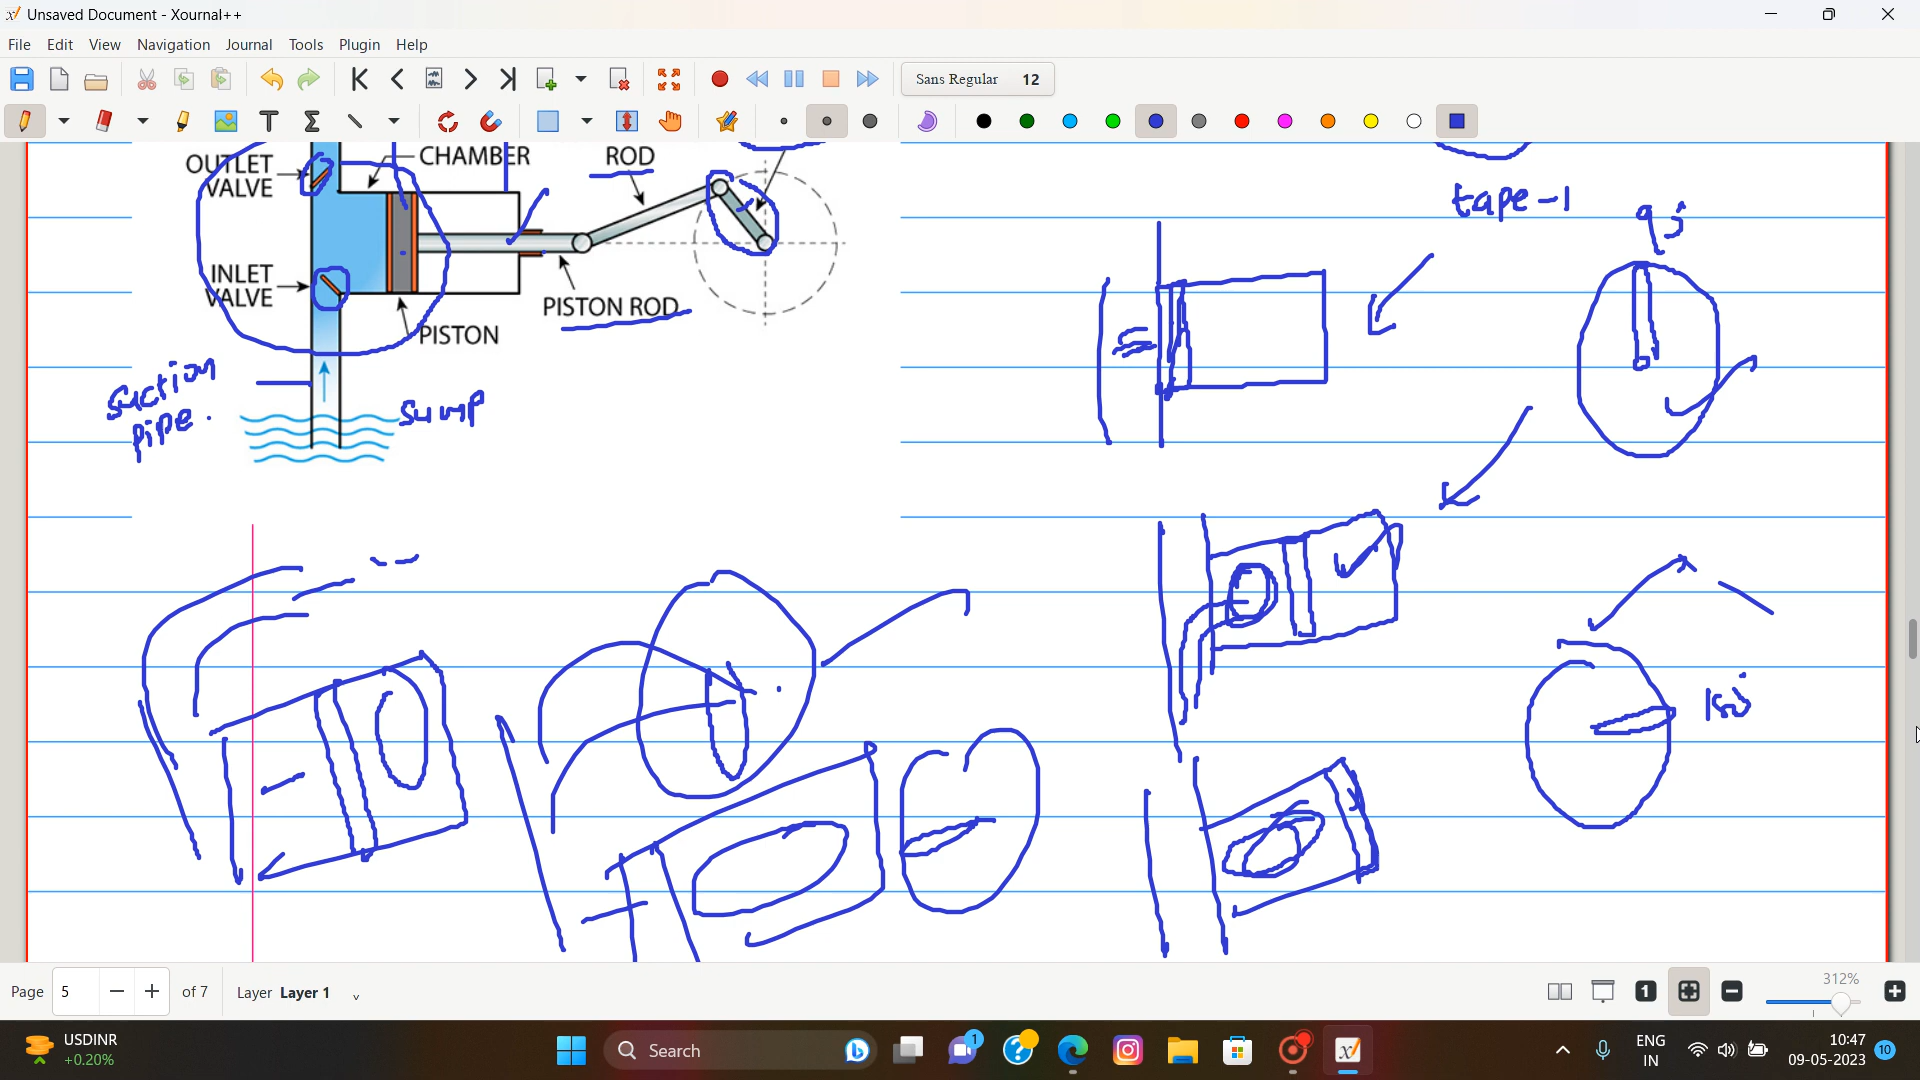 Unsaved Document - Xournal++
File Edit View Navigation Journal Tools Plugin Help
Sans Regular 12
OUTLET VALVE
CHAMBER
ROD
INLET VALVE
PISTON ROD
PISTON
suction pipe.
sump
tape-1
Page 5 of 7 Layer Layer 1
312%
USDINR
+0.20%
Search
1
ENG
IN
10:47
09-05-2023
10